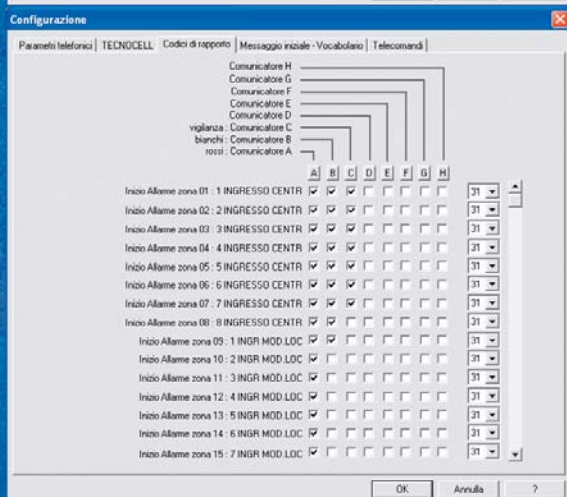 Configurazione
Parametri telefonici TECNOCELL Codici di rapporto Messaggio iniziale - Vocabolario Telecomandi
Comunicatore H
Comunicatore G
Comunicatore F
Comunicatore E
Comunicatore D
vigilanza : Comunicatore C
bianchi : Comunicatore B
rossi : Comunicatore A
A B C D E F G H
Inizio Allarme zona 01 : 1 INGRESSO CENTR 31
Inizio Allarme zona 02 : 2 INGRESSO CENTR 31
Inizio Allarme zona 03 : 3 INGRESSO CENTR 31
Inizio Allarme zona 04 : 4 INGRESSO CENTR 31
Inizio Allarme zona 05 : 5 INGRESSO CENTR 31
Inizio Allarme zona 06 : 6 INGRESSO CENTR 31
Inizio Allarme zona 07 : 7 INGRESSO CENTR 31
Inizio Allarme zona 08 : 8 INGRESSO CENTR 31
Inizio Allarme zona 09 : 1 INGR MOD.LOC 31
Inizio Allarme zona 10 : 2 INGR MOD.LOC 31
Inizio Allarme zona 11 : 3 INGR MOD.LOC 31
Inizio Allarme zona 12 : 4 INGR MOD.LOC 31
Inizio Allarme zona 13 : 5 INGR MOD.LOC 31
Inizio Allarme zona 14 : 6 INGR MOD.LOC 31
Inizio Allarme zona 15 : 7 INGR MOD.LOC 31
OK Annulla ?